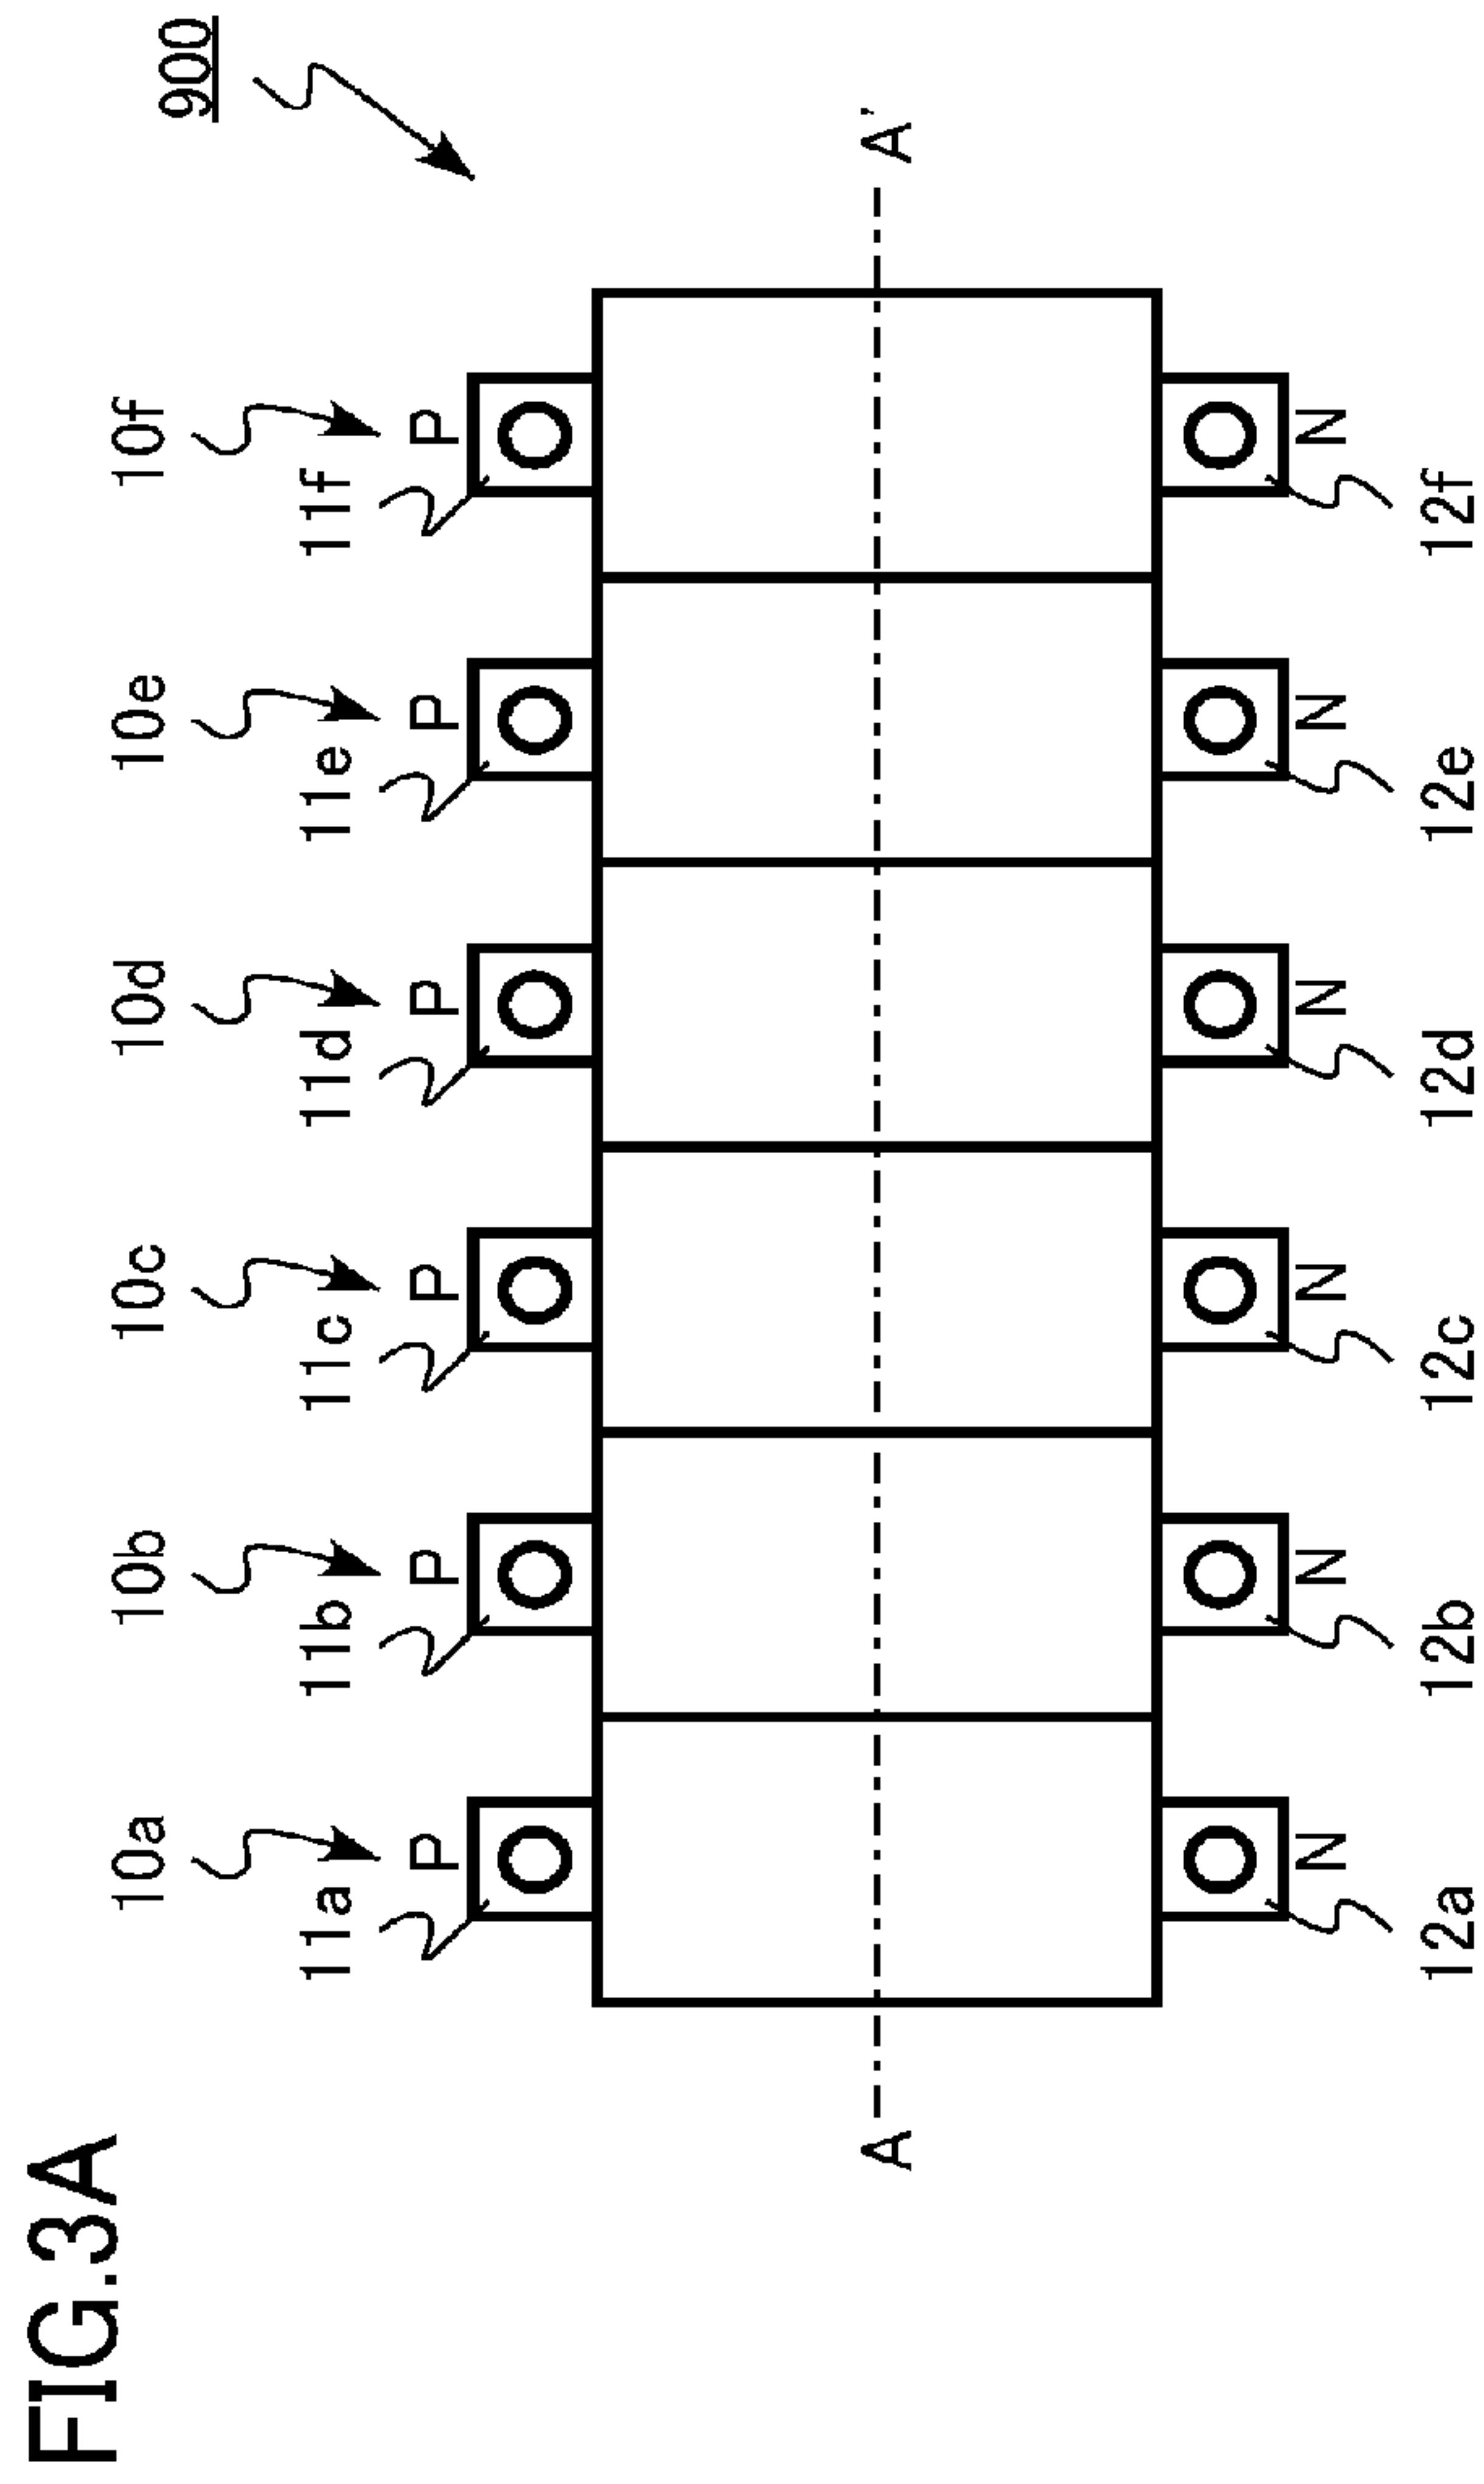 FIG.3A
900
10a 10b 10c 10d 10e 10f
11a 11b 11c 11d 11e 11f
P P P P P P
A A'
N N N N N N
12a 12b 12c 12d 12e 12f